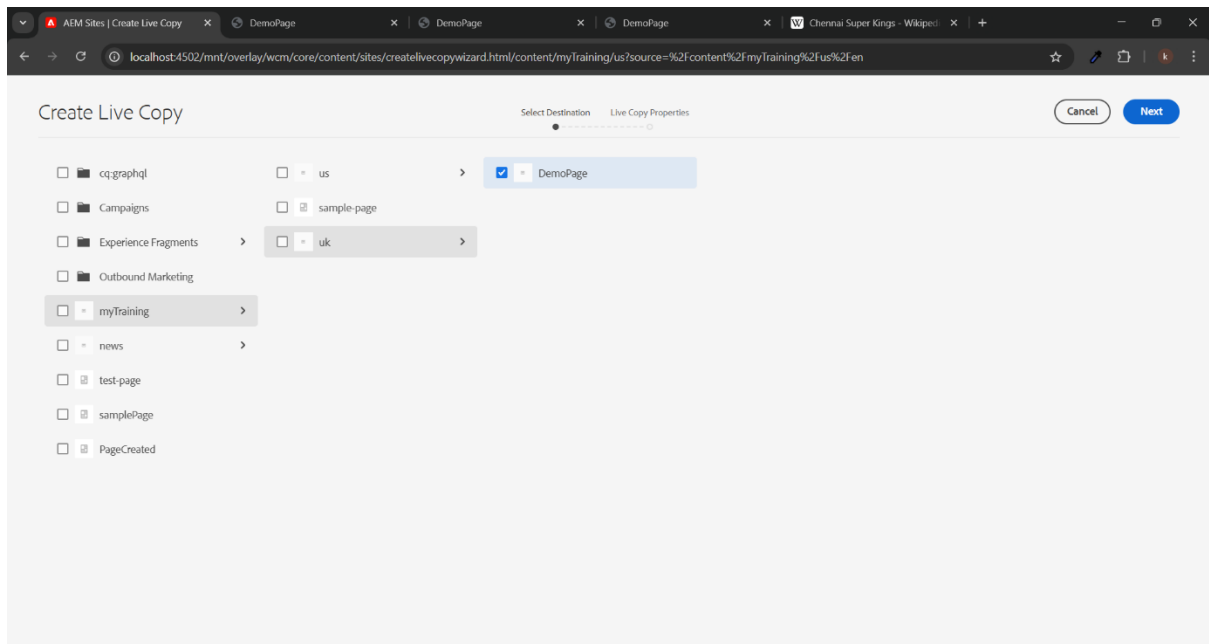 AEM Sites | Create Live Copy
DemoPage
DemoPage
DemoPage
Chennai Super Kings - Wikiped
localhost:4502/mnt/overlay/wcm/core/content/sites/createlivecopywizard.html/content/myTraining/us?source=%2Fcontent%2FmyTraining%2Fus%2Fen
k
Create Live Copy
Select Destination
Live Copy Properties
Cancel
Next
cq:graphql
Campaigns
Experience Fragments
Outbound Marketing
myTraining
news
test-page
samplePage
PageCreated
us
sample-page
uk
DemoPage